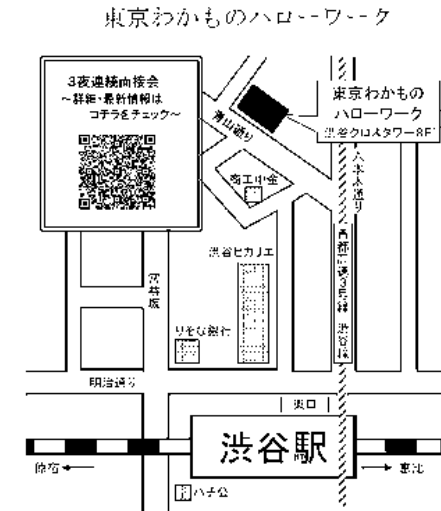 東京わかものハローワーク
3夜連続面接会
～詳細・最新情報は
コチラをチェック～
東京わかもの
ハローワーク
渋谷クロスタワー8F
青山通り
六本木通り
商工中金
渋谷ヒカリエ
首都高速3号線 渋谷線
宮益坂
りそな銀行
明治通り
東口
渋谷駅
原宿
恵比
ハチ公